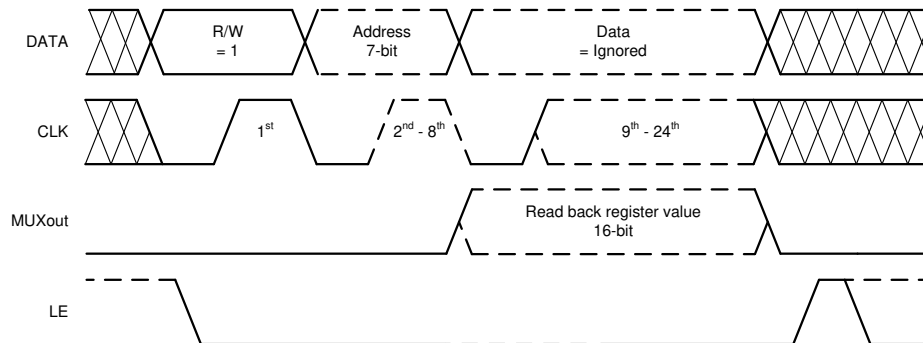 DATA
R/W
= 1
Address
7-bit
Data
= Ignored
CLK
1st
2nd - 8th
9th - 24th
MUXout
Read back register value
16-bit
LE